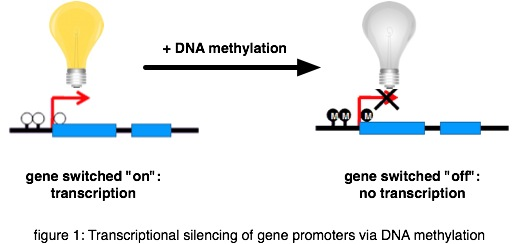 + DNA methylation
M M M
gene switched "on":
transcription
gene switched "off":
no transcription
figure 1: Transcriptional silencing of gene promoters via DNA methylation